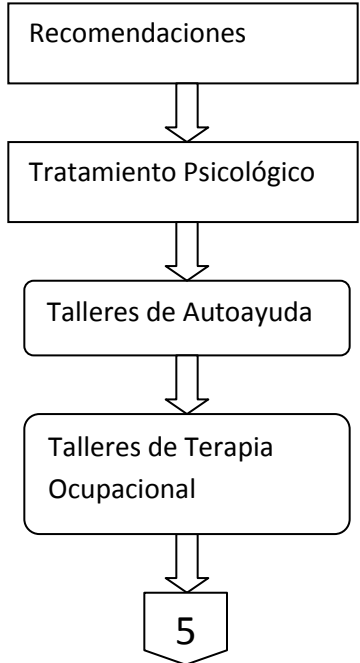 Recomendaciones
Tratamiento Psicológico
Talleres de Autoayuda
Talleres de Terapia
Ocupacional
5